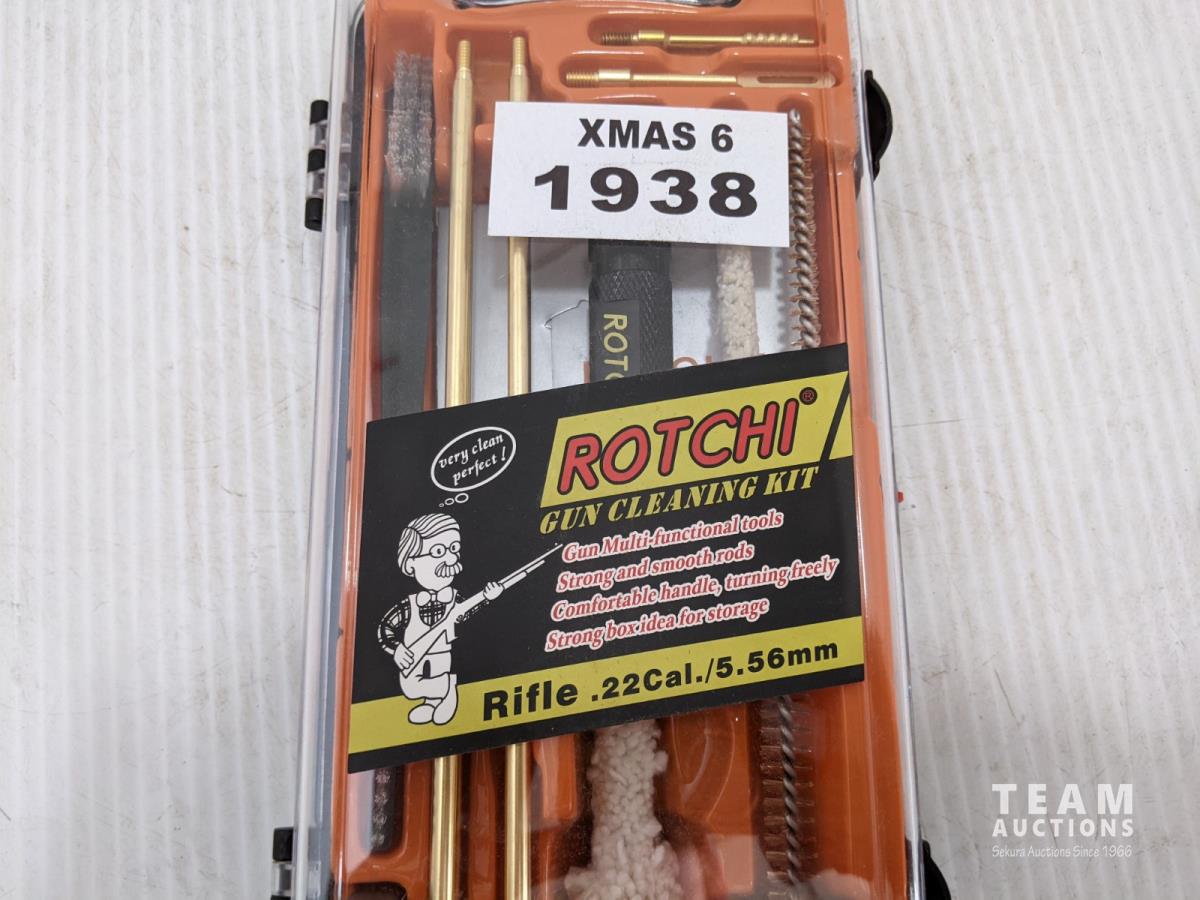 XMAS 6
1938
ROTC
very clean
perfect!
ROTCHI®
GUN CLEANING KIT
Gun Multi-functional tools
Strong and smooth rods
Comfortable handle, turning freely
Strong box idea for storage
Rifle .22Cal./5.56mm
TEAM
AUCTIONS
Sekura Auctions Since 1966